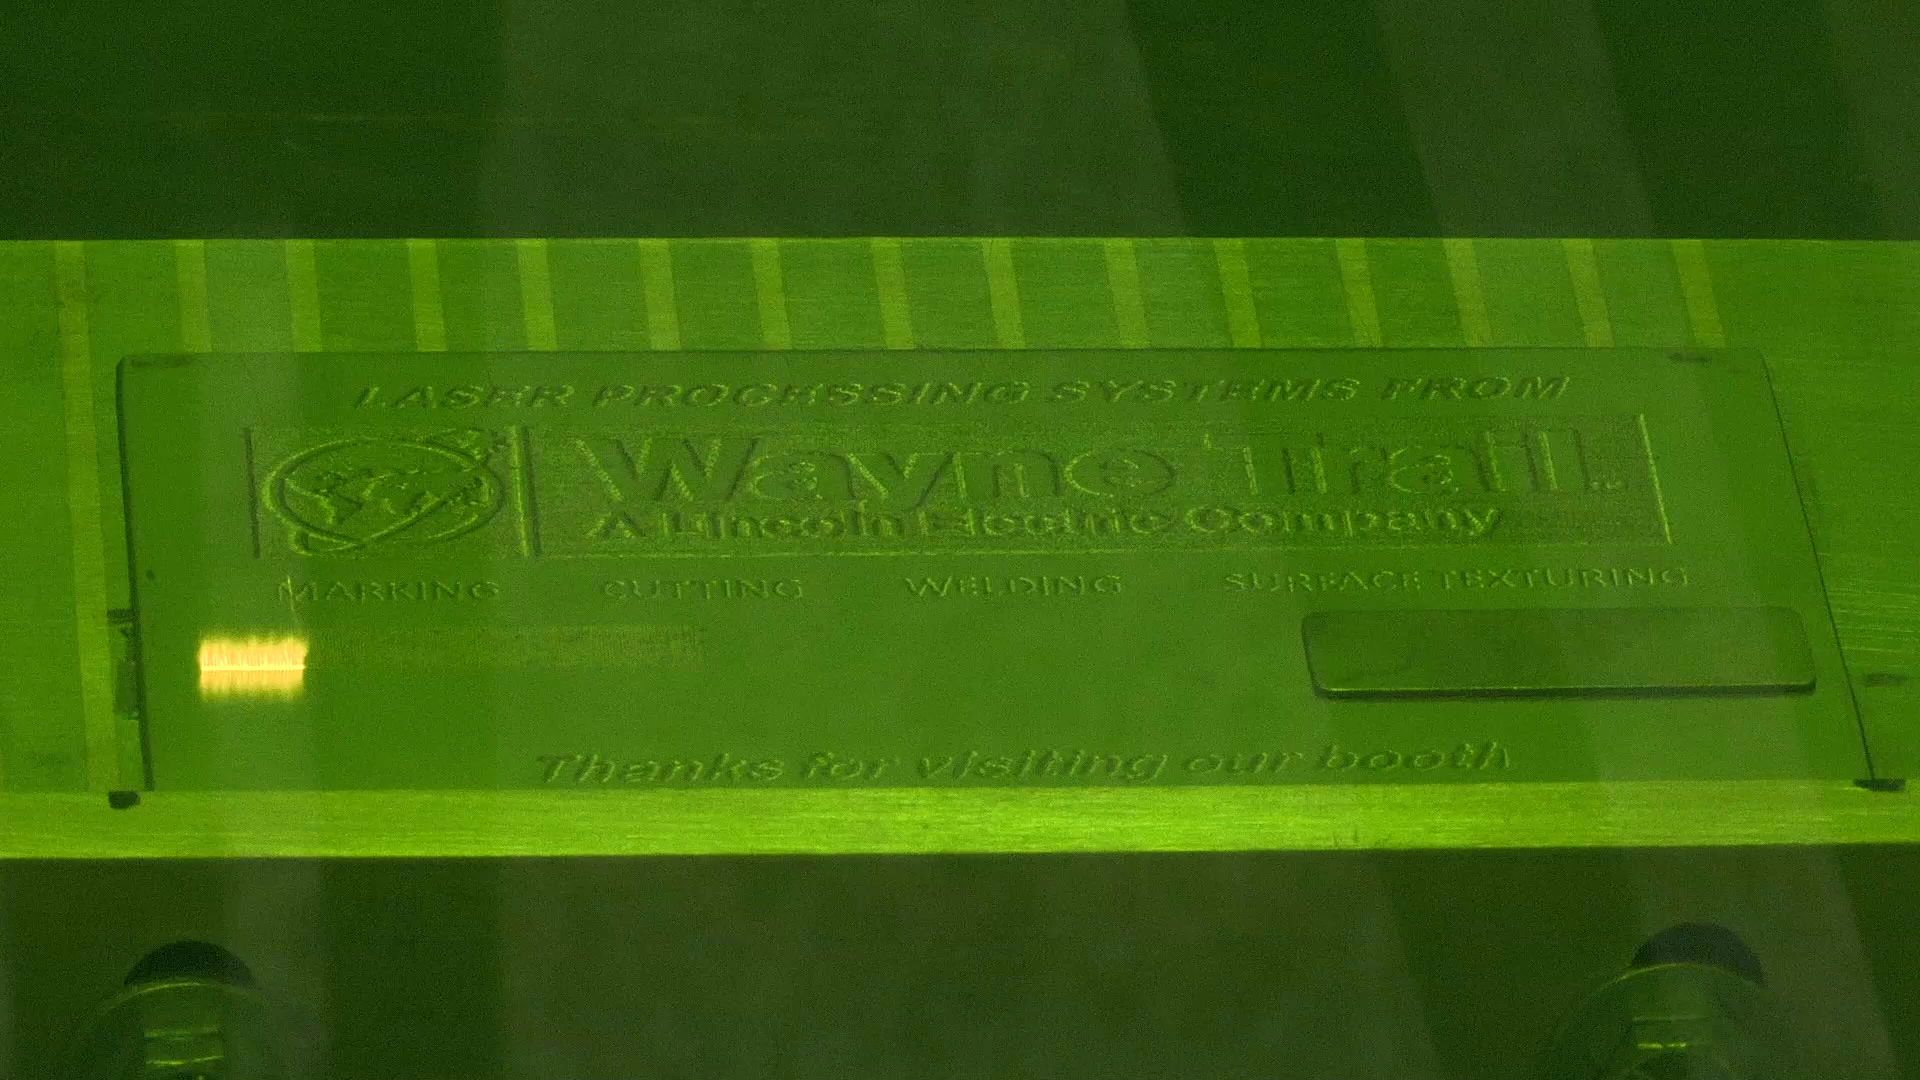 LASER PROCESSING SYSTEMS FROM
Wayne Trail
A Lincoln Electric Company
MARKING CUTTING WELDING SURFACE TEXTURING
Thanks for visiting our booth